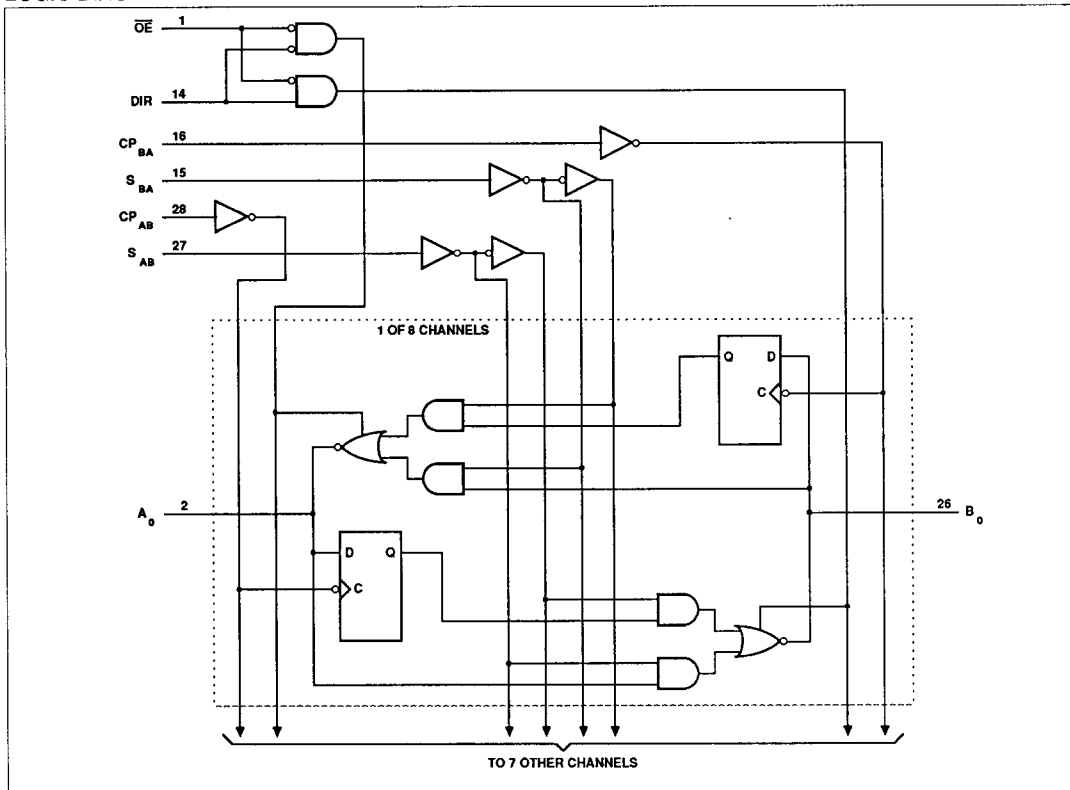 OE 1
DIR 14
CP BA 16
S BA 15
CP AB 28
S AB 27
1 OF 8 CHANNELS
Q D
C
A 0 2
26 B 0
D Q
C
TO 7 OTHER CHANNELS